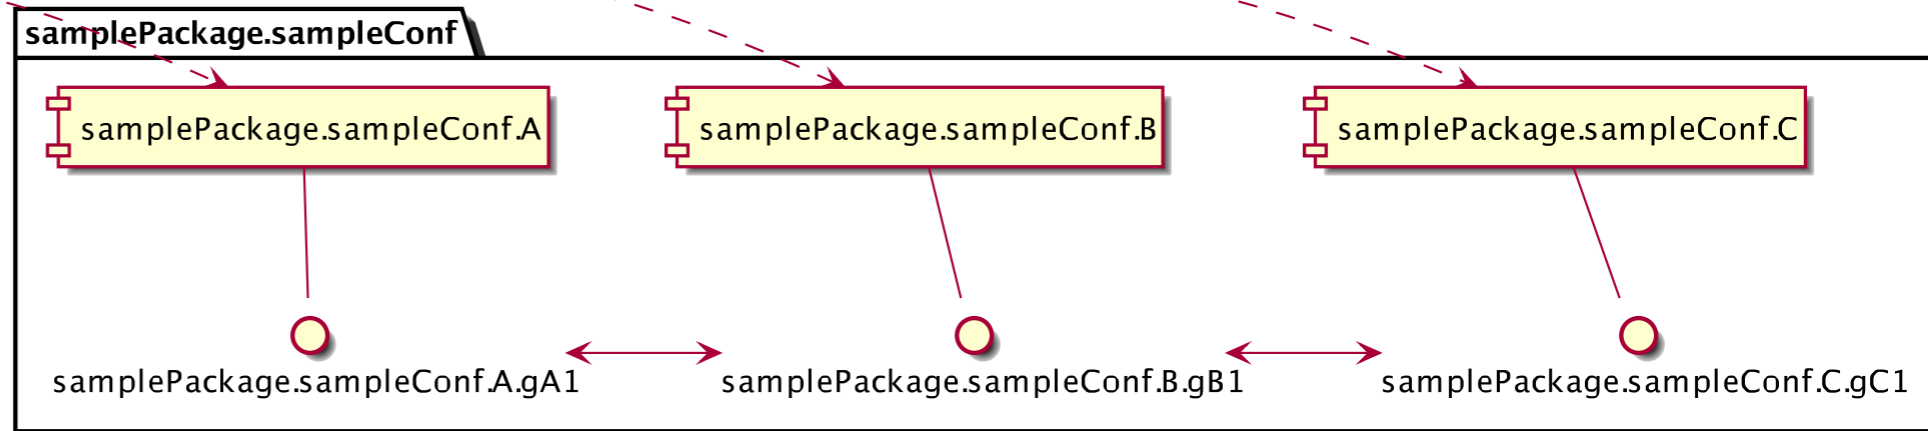 samplePackage.sampleConf
samplePackage.sampleConf.A
samplePackage.sampleConf.B
samplePackage.sampleConf.C
samplePackage.sampleConf.A.gA1
samplePackage.sampleConf.B.gB1
samplePackage.sampleConf.C.gC1